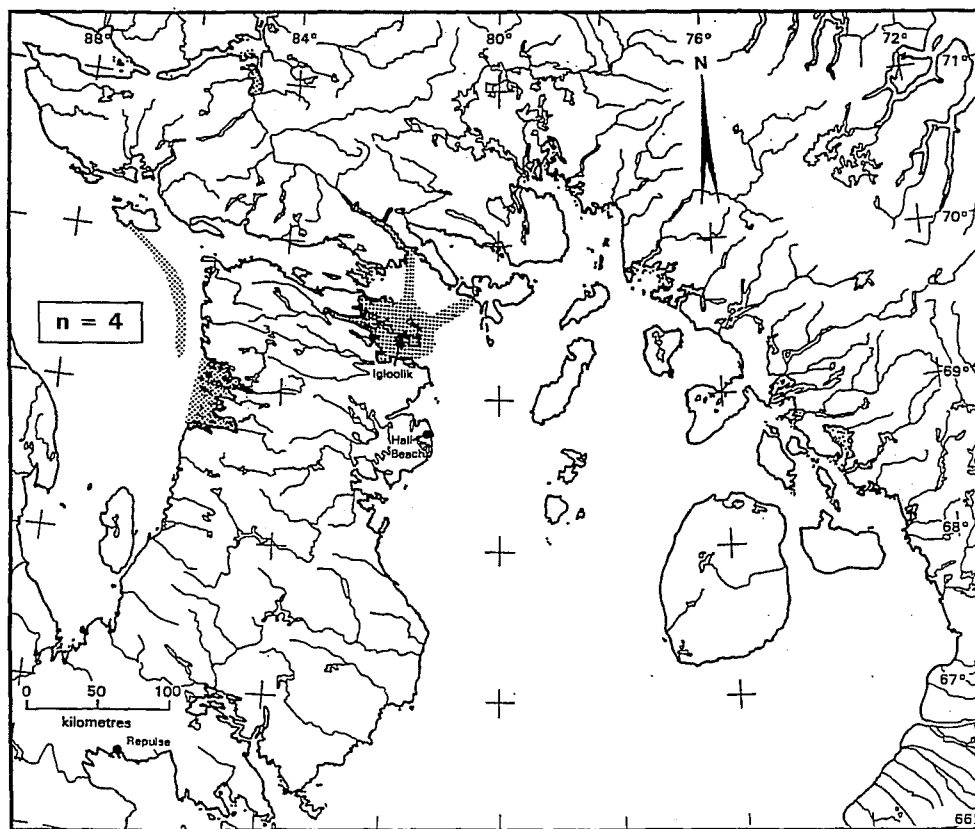 88° 84° 80° 76° 72°
71°
N
70°
n = 4
69°
Igloolik
Hall
Beach
68°
67°
0 50 100
kilometres
Repulse
66°